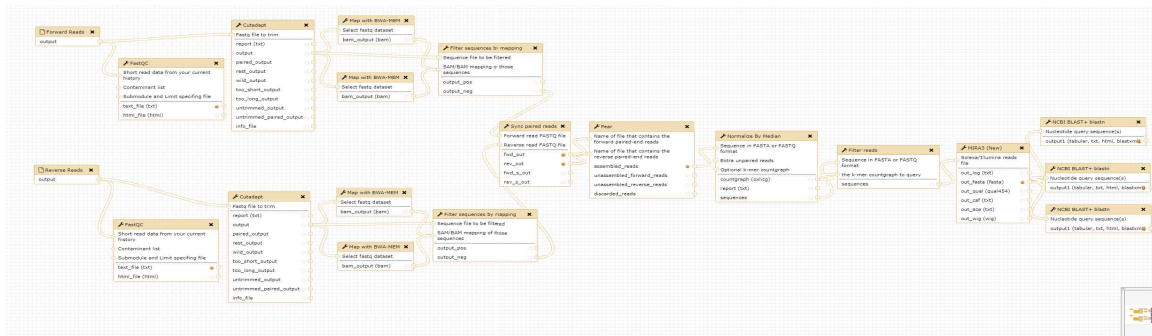 Forward Reads
output
FastQC
Short read data from your current
history
Contaminant list
Submodule and Limit specifing file
text_file (txt)
html_file (html)
Cutadapt
Fastq file to trim
report (txt)
output
paired_output
rest_output
wild_output
too_short_output
too_long_output
untrimmed_output
untrimmed_paired_output
info_file
Map with BWA-MEM
Select fastq dataset
bam_output (bam)
Map with BWA-MEM
Select fastq dataset
bam_output (bam)
Filter sequences by mapping
Sequence file to be filtered
SAM/BAM mapping of those
sequences
output_pos
output_neg
Reverse Reads
output
FastQC
Short read data from your current
history
Contaminant list
Submodule and Limit specifing file
text_file (txt)
html_file (html)
Cutadapt
Fastq file to trim
report (txt)
output
paired_output
rest_output
wild_output
too_short_output
too_long_output
untrimmed_output
untrimmed_paired_output
info_file
Map with BWA-MEM
Select fastq dataset
bam_output (bam)
Map with BWA-MEM
Select fastq dataset
bam_output (bam)
Filter sequences by mapping
Sequence file to be filtered
SAM/BAM mapping of those
sequences
output_pos
output_neg
Sync paired reads
Forward read FASTQ file
Reverse read FASTQ file
fwd_out
rev_out
fwd_s_out
rev_s_out
Pear
Name of file that contains the
forward paired-end reads
Name of file that contains the
reverse paired-end reads
assembled_reads
unassembled_forward_reads
unassembled_reverse_reads
discarded_reads
Normalize By Median
Sequence in FASTA or FASTQ
format
Extra unpaired reads
Optional k-mer countgraph
countgraph (oxlicg)
report (txt)
sequences
Filter reads
Sequence in FASTA or FASTQ
format
the k-mer countgraph to query
sequences
MIRA3 (New)
Solexa/Illumina reads
file
out_log (txt)
out_fasta (fasta)
out_qual (qual454)
out_caf (txt)
out_ace (txt)
out_wig (wig)
NCBI BLAST+ blastn
Nucleotide query sequence(s)
output1 (tabular, txt, html, blastxml)
NCBI BLAST+ blastn
Nucleotide query sequence(s)
output1 (tabular, txt, html, blastxml)
NCBI BLAST+ blastn
Nucleotide query sequence(s)
output1 (tabular, txt, html, blastxml)